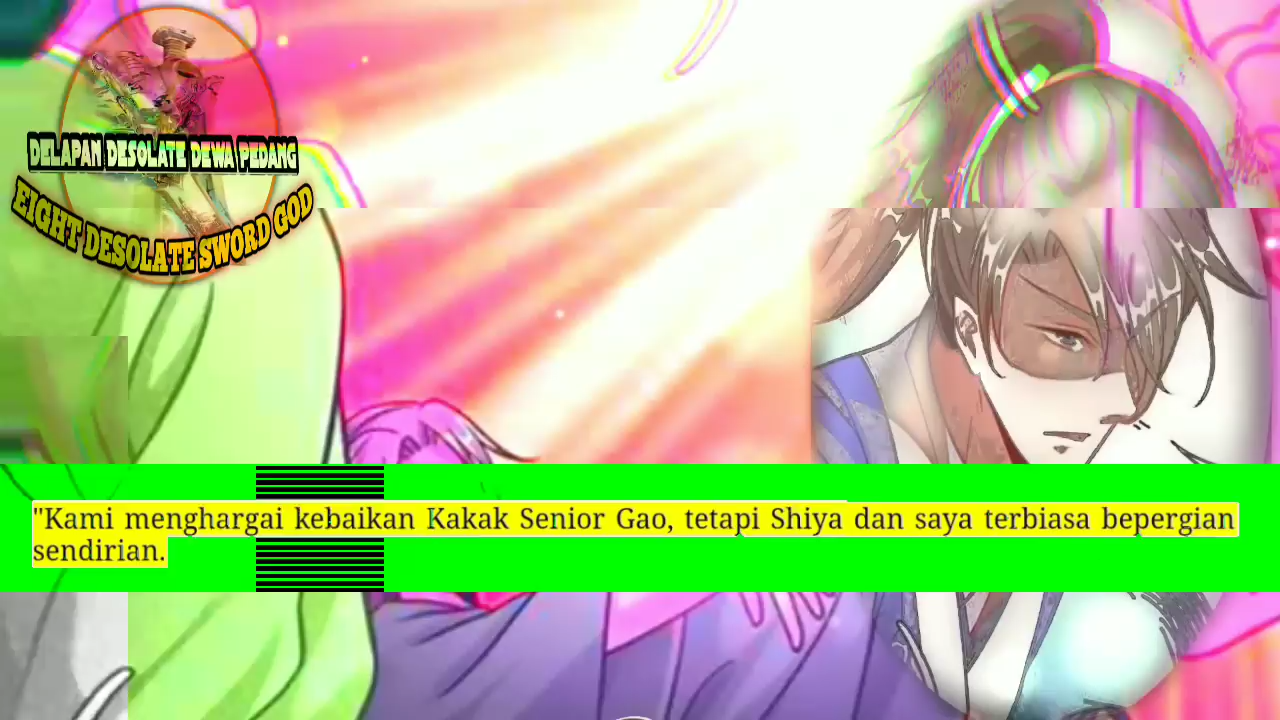 DELAPAN DESOLATE DEWA PEDANG
EIGHT DESOLATE SWORD GOD
"Kami menghargai kebaikan Kakak Senior Gao, tetapi Shiya dan saya terbiasa bepergian
sendirian.